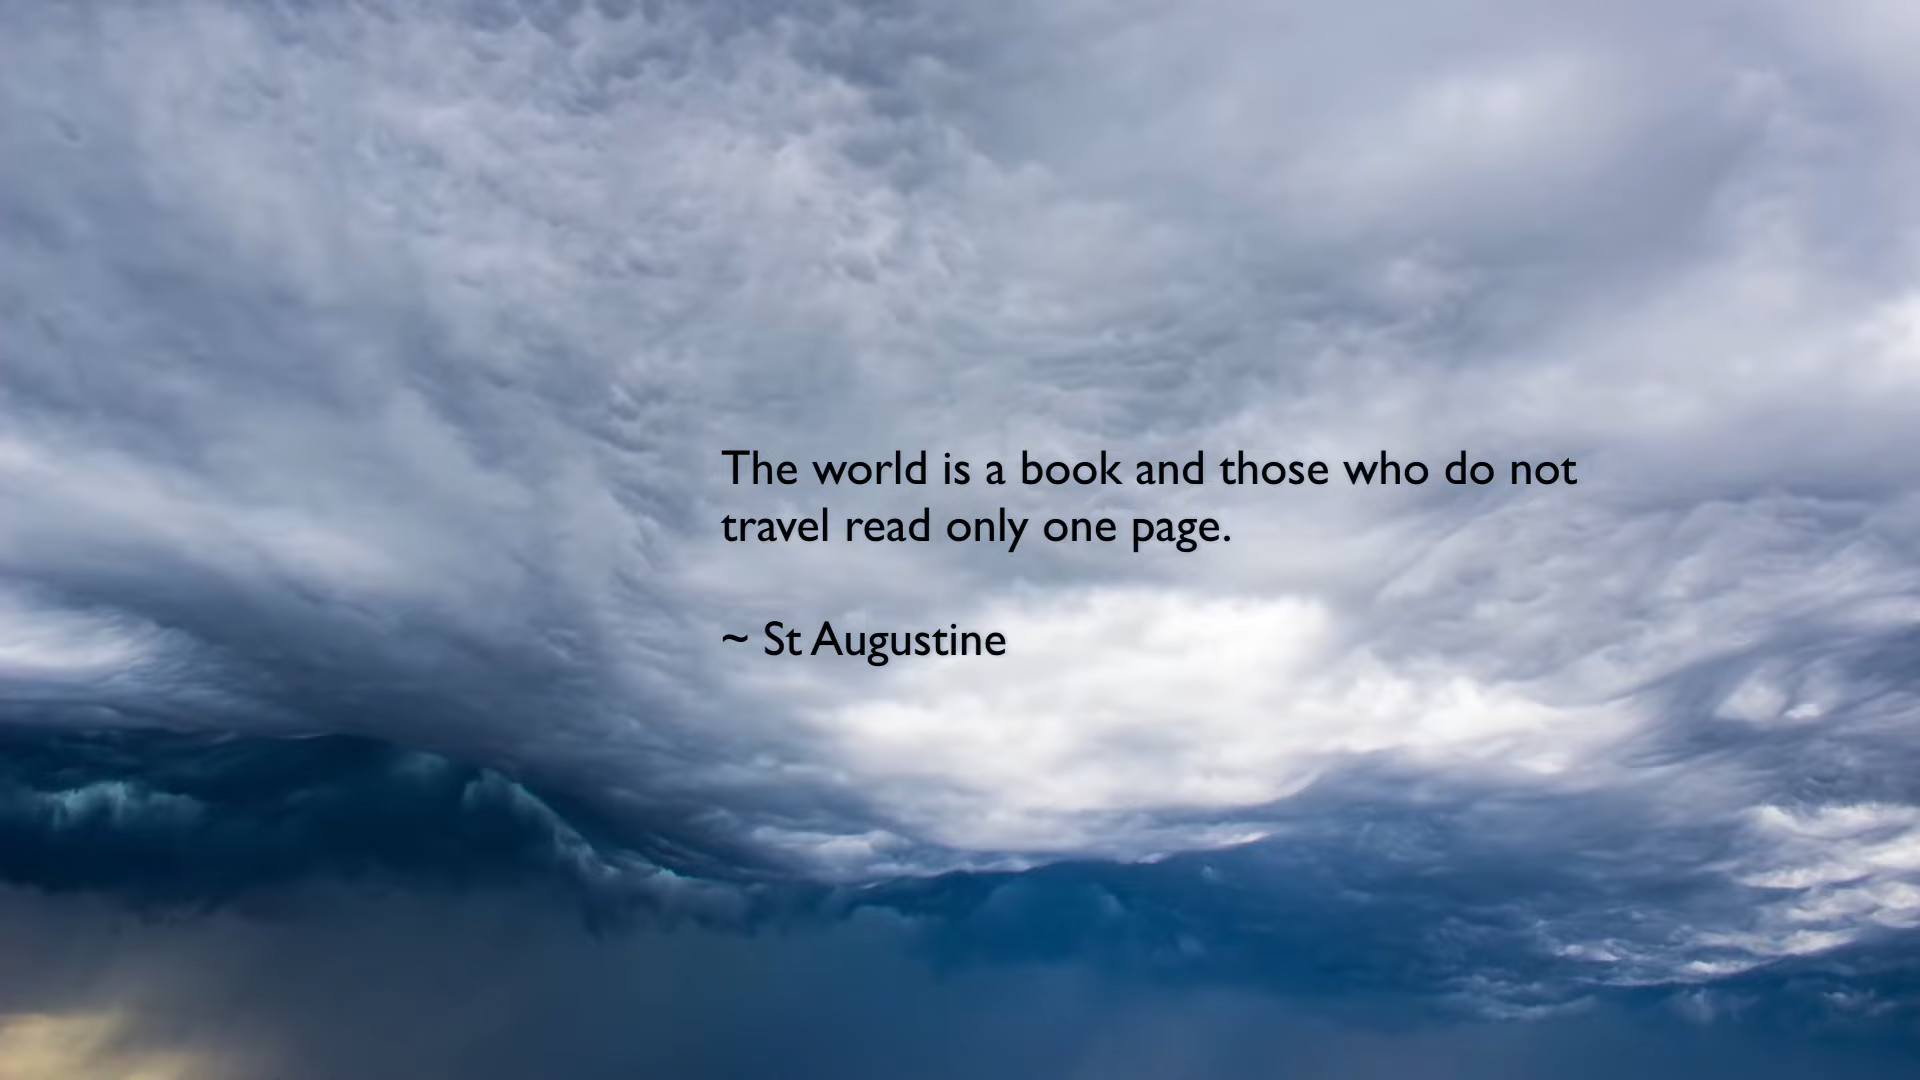 The world is a book and those who do not
travel read only one page.
~ St Augustine